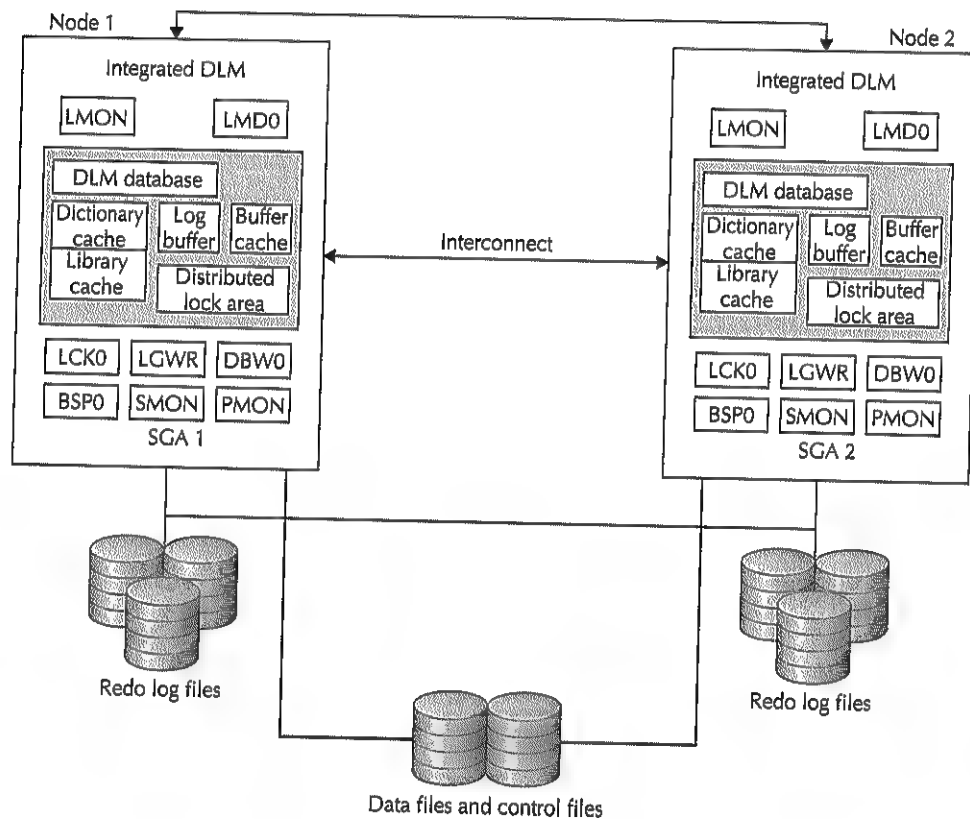 Node 1
Node 2
Integrated DLM
LMON
LMD0
DLM database
Dictionary
cache
Library
cache
Log
buffer
Buffer
cache
Distributed
lock area
LCK0
LGWR
DBW0
BSP0
SMON
PMON
SGA 1
Interconnect
Integrated DLM
LMON
LMD0
DLM database
Dictionary
cache
Library
cache
Log
buffer
Buffer
cache
Distributed
lock area
LCK0
LGWR
DBW0
BSP0
SMON
PMON
SGA 2
Redo log files
Redo log files
Data files and control files